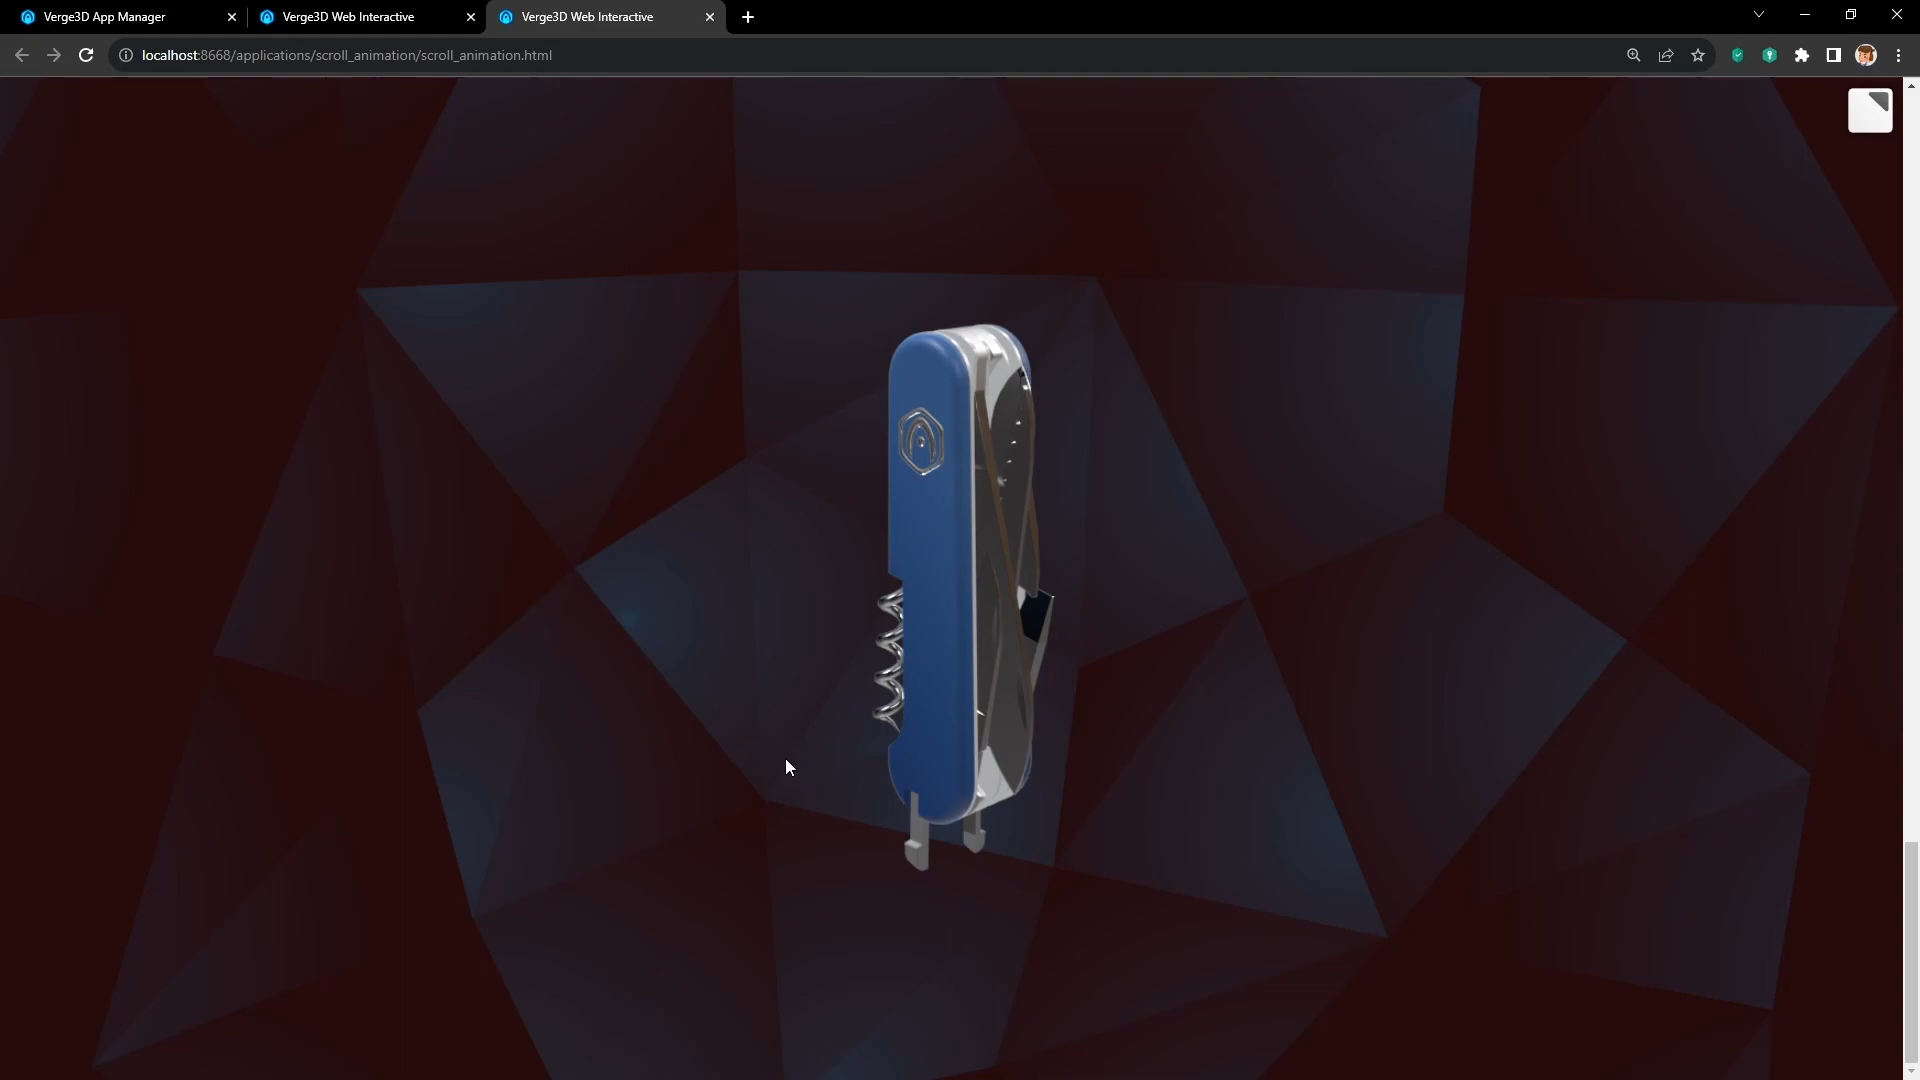 Verge3D App Manager
Verge3D Web Interactive
Verge3D Web Interactive
localhost:8668/applications/scroll_animation/scroll_animation.html